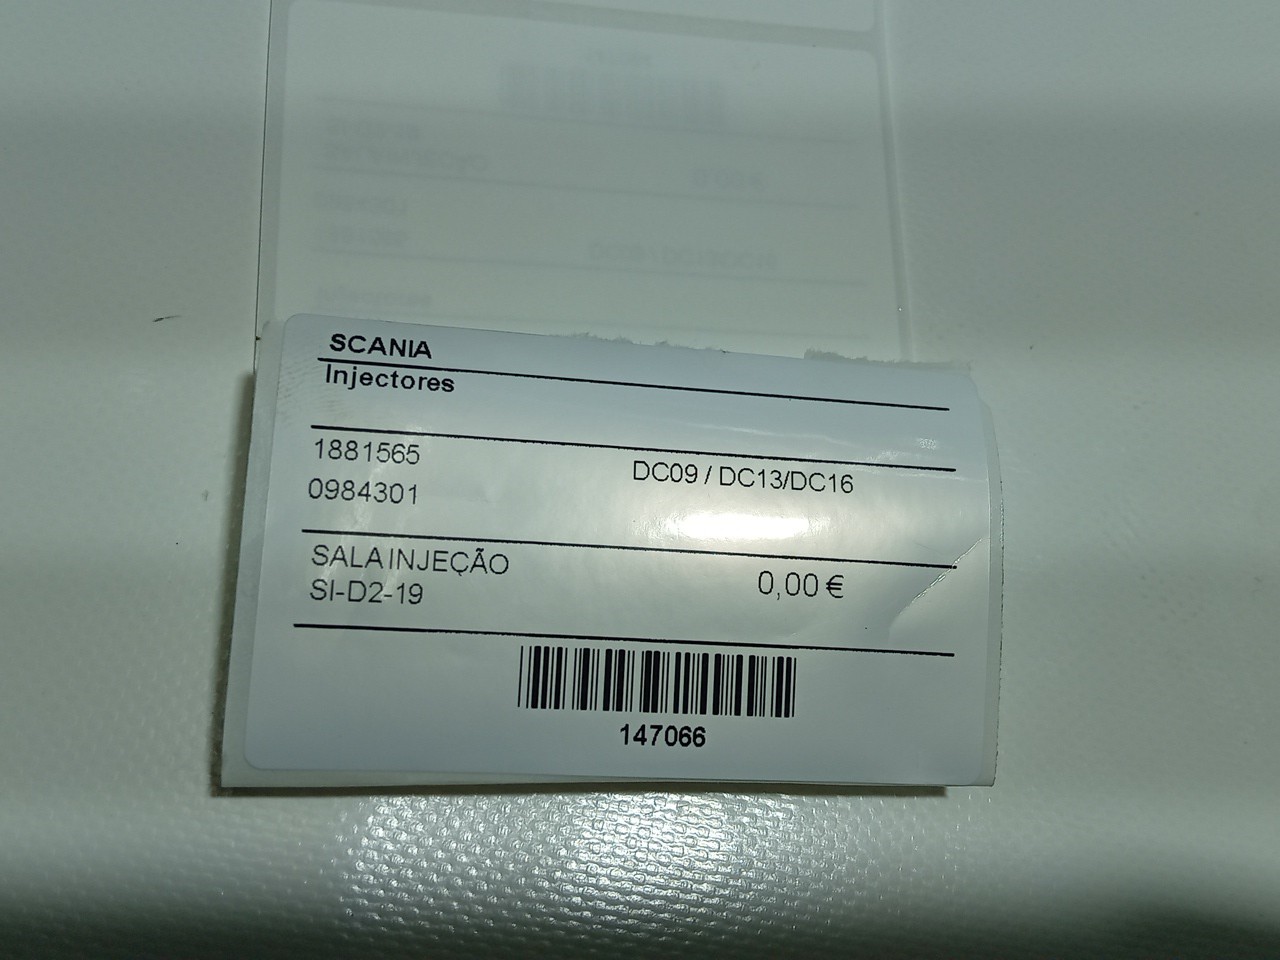 SCANIA
Injectores
1881565
DC09 / DC13/DC16
0984301
SALA INJEÇÃO
0,00 €
SI-D2-19
147066